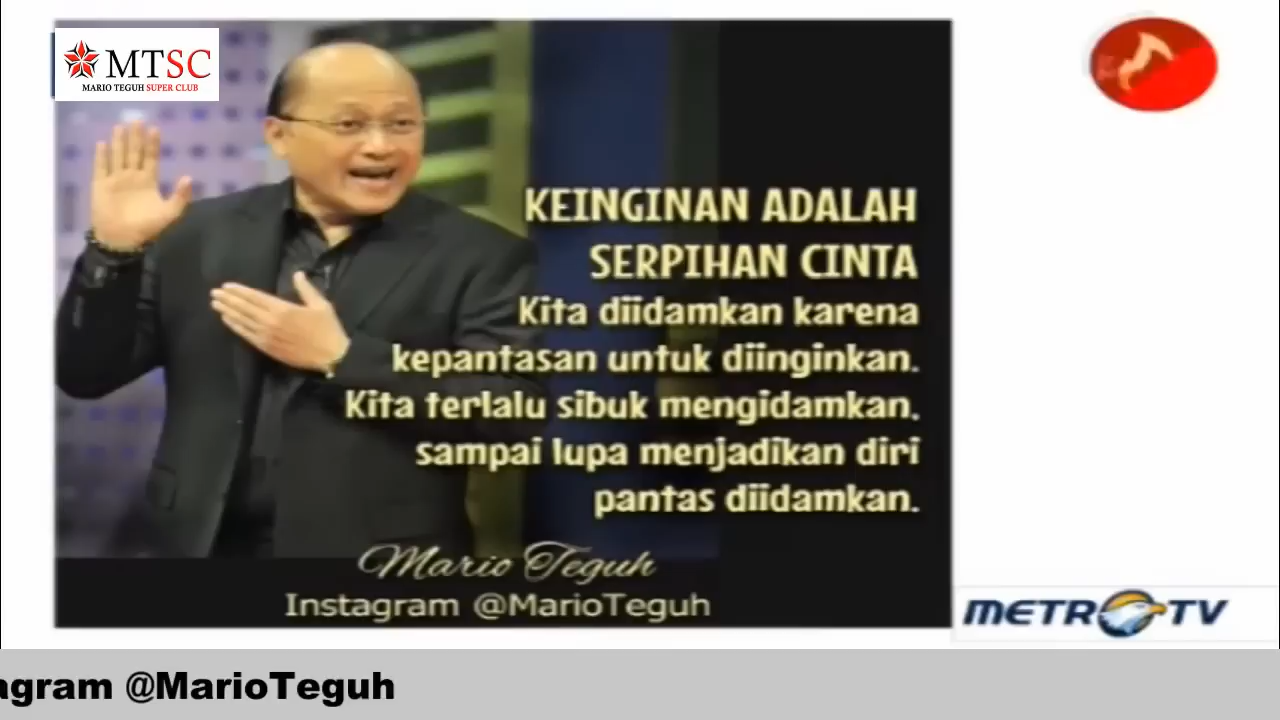 MTSC
MARIO TEGUH SUPER CLUB
KEINGINAN ADALAH
SERPIHAN CINTA
Kita diidamkan karena
kepantasan untuk diinginkan.
Kita terlalu sibuk mengidamkan,
sampai lupa menjadikan diri
pantas diidamkan.
Mario Teguh
Instagram @MarioTeguh
METRO TV
agram @MarioTeguh